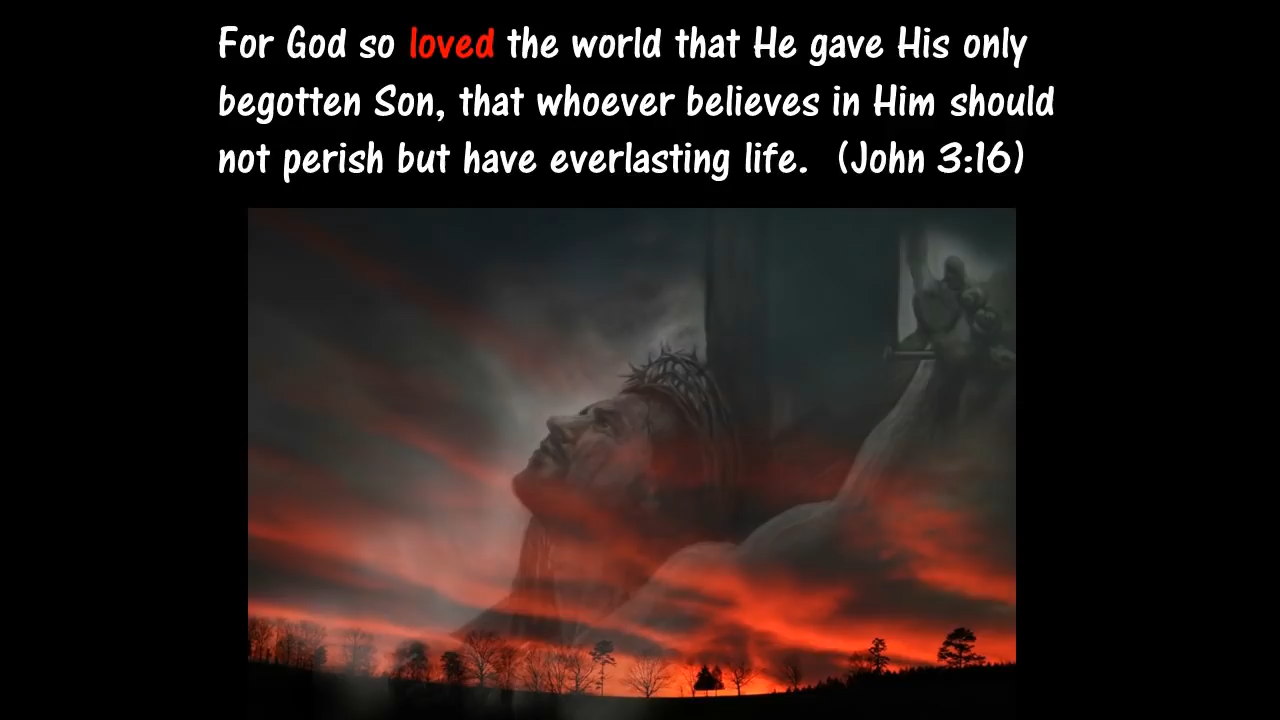 For God so loved the world that He gave His only
begotten Son, that whoever believes in Him should
not perish but have everlasting life.  (John 3:16)